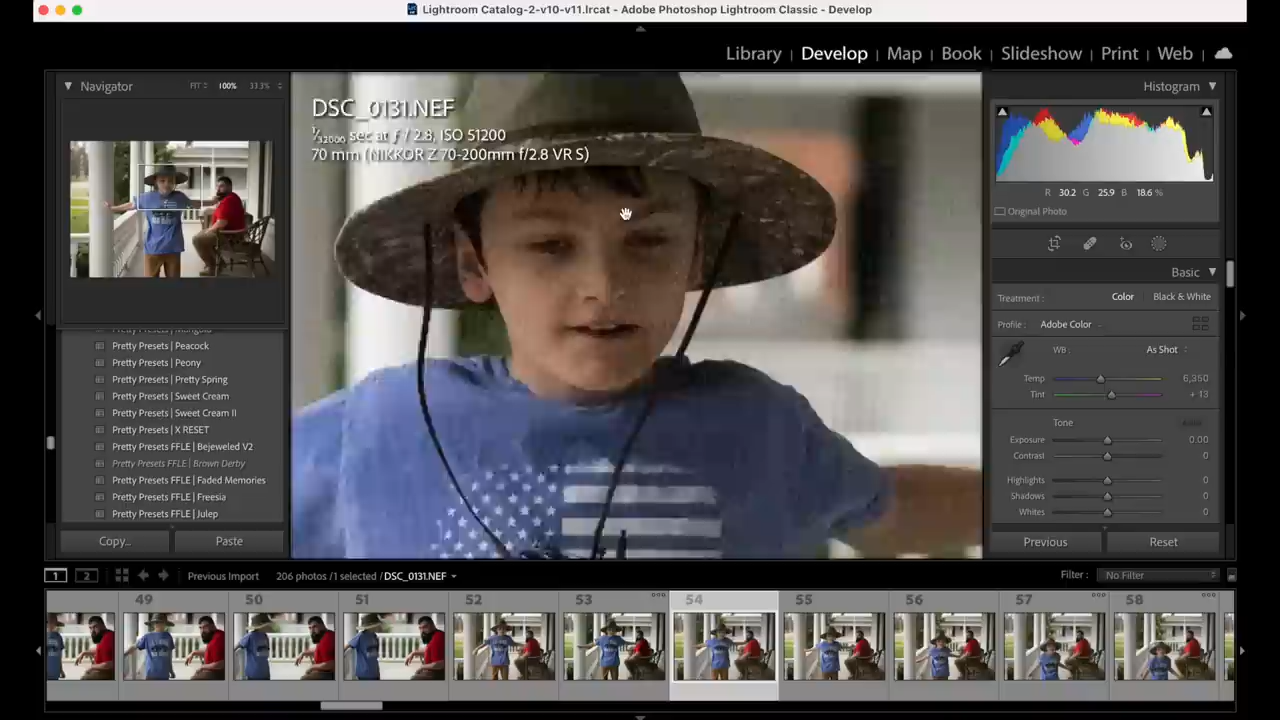 Lightroom Catalog-2-v10-v11.lrcat - Adobe Photoshop Lightroom Classic - Develop
Library | Develop | Map | Book | Slideshow | Print | Web
Navigator FIT 100% 33.3%
DSC_0131.NEF
1/32000 sec at f / 2.8, ISO 51200
70 mm (NIKKOR Z 70-200mm f/2.8 VR S)
Pretty Presets | Peacock
Pretty Presets | Peony
Pretty Presets | Pretty Spring
Pretty Presets | Sweet Cream
Pretty Presets | Sweet Cream II
Pretty Presets | X RESET
Pretty Presets FFLE | Bejeweled V2
Pretty Presets FFLE | Brown Derby
Pretty Presets FFLE | Faded Memories
Pretty Presets FFLE | Freesia
Pretty Presets FFLE | Julep
Copy... Paste
Histogram
R 30.2 G 25.9 B 18.6 %
Original Photo
Basic
Treatment : Color Black & White
Profile : Adobe Color
WB : As Shot
Temp 6,350
Tint + 13
Tone
Exposure 0.00
Contrast 0
Highlights 0
Shadows 0
Whites 0
Previous Reset
1 2 Previous Import 206 photos /1 selected /DSC_0131.NEF Filter : No Filter
49 50 51 52 53 54 55 56 57 58